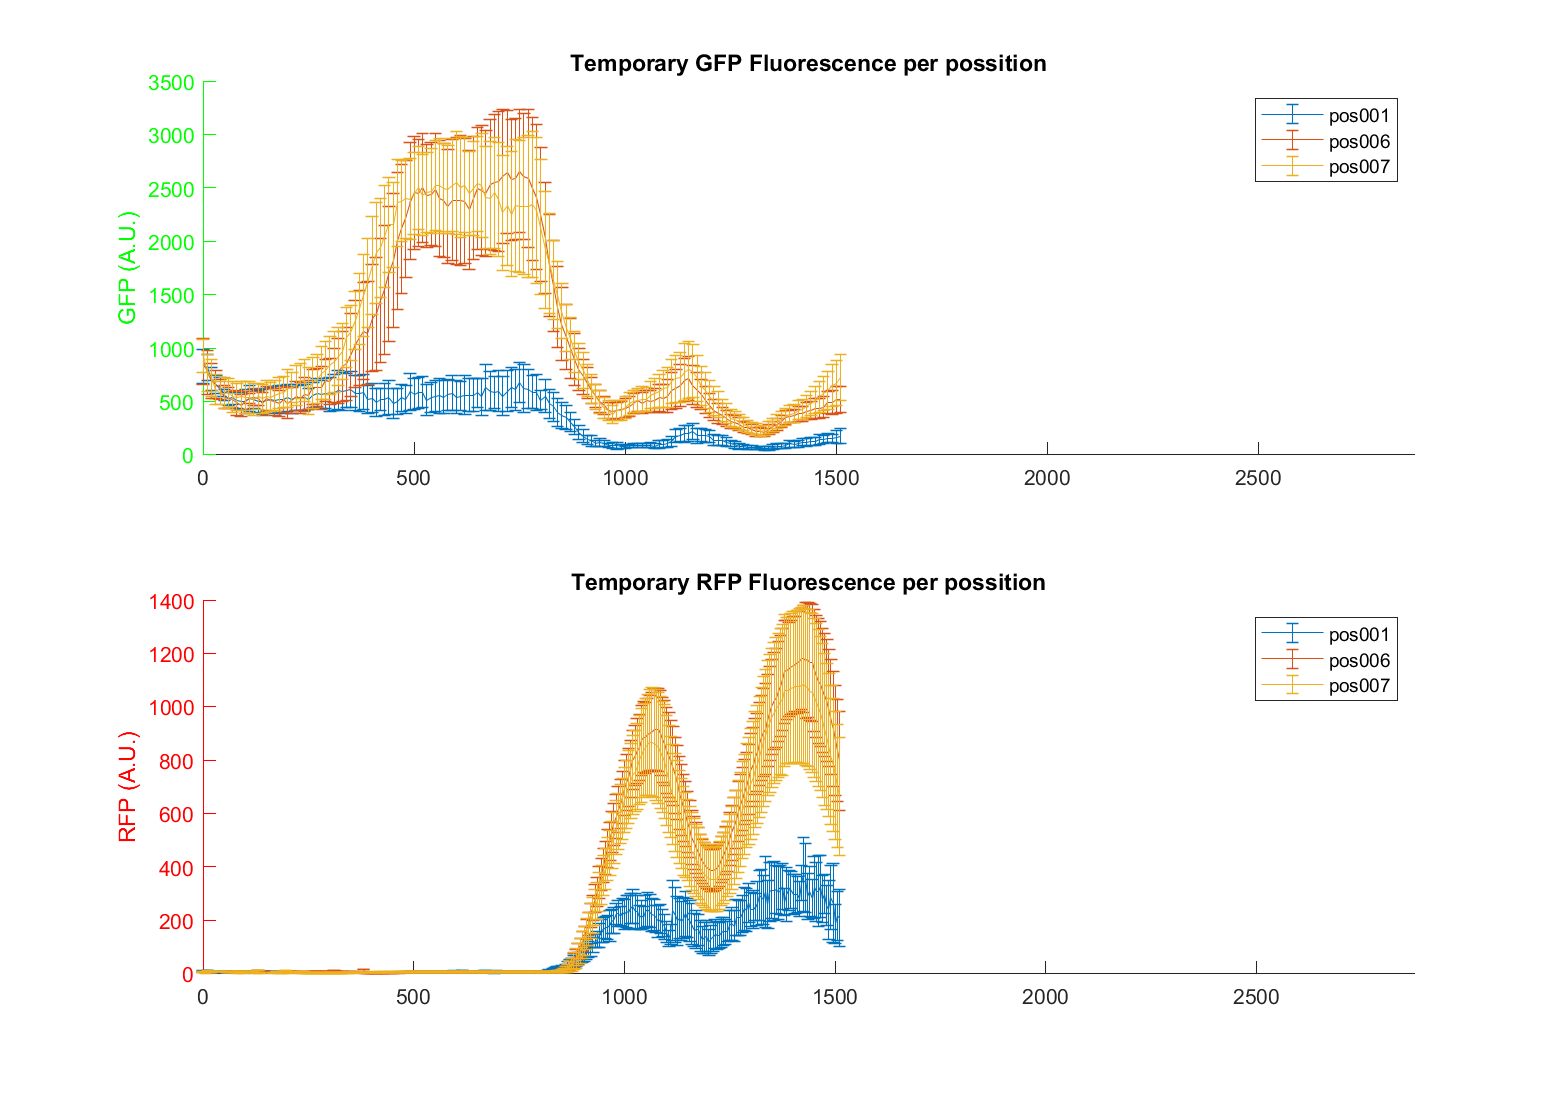 Temporary GFP Fluorescence per possition
3500
3000
2500
2000
1500
1000
500
0
GFP (A.U.)
0 500 1000 1500 2000 2500
pos001
pos006
pos007
Temporary RFP Fluorescence per possition
1400
1200
1000
800
600
400
200
0
RFP (A.U.)
0 500 1000 1500 2000 2500
pos001
pos006
pos007